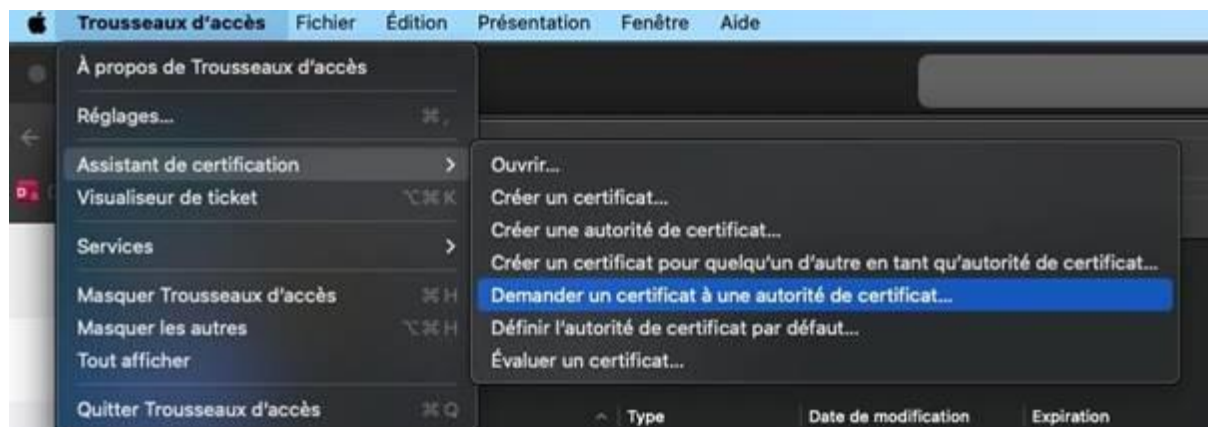 Trousseaux d'accès Fichier Édition Présentation Fenêtre Aide
À propos de Trousseaux d'accès
Réglages... ⌘ ,
Assistant de certification >
Visualiseur de ticket ⌥⌘K
Services >
Masquer Trousseaux d'accès ⌘H
Masquer les autres ⌥⌘H
Tout afficher
Quitter Trousseaux d'accès ⌘Q
Ouvrir...
Créer un certificat...
Créer une autorité de certificat...
Créer un certificat pour quelqu'un d'autre en tant qu'autorité de certificat...
Demander un certificat à une autorité de certificat...
Définir l'autorité de certificat par défaut...
Évaluer un certificat...
Type Date de modification Expiration